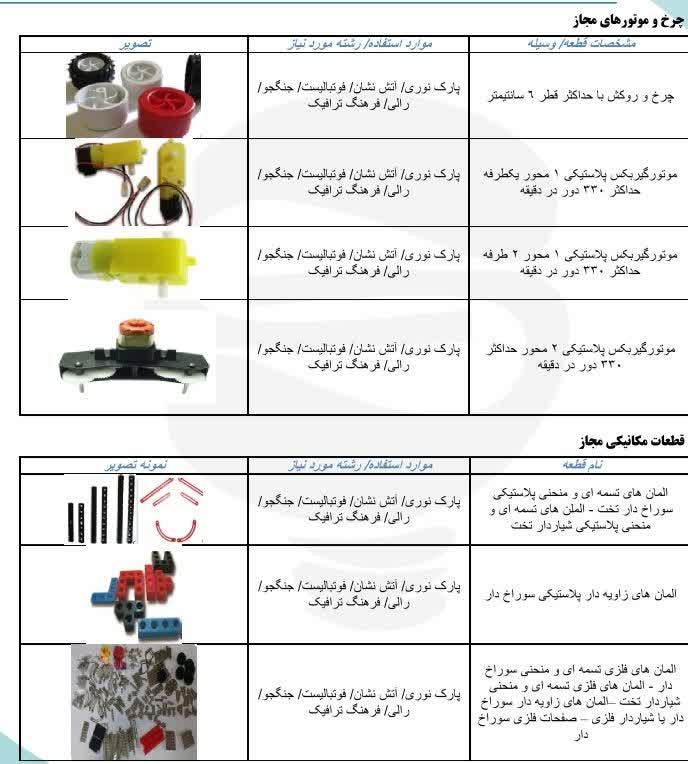 چرخ و موتورهای مجاز
مشخصات قطعه/ وسیله
موارد استفاده/ رشته مورد نیاز
تصویر
چرخ و روکش با حداکثر قطر ٦ سانتیمتر
پارک نوری/ آتش نشان/ فوتبالیست/ جنگجو/
رالی/ فرهنگ ترافیک
موتورگیربکس پلاستیکی ۱ محور یکطرفه
حداکثر ۳۳۰ دور در دقیقه
پارک نوری/ آتش نشان/ فوتبالیست/ جنگجو/
رالی/ فرهنگ ترافیک
موتورگیربکس پلاستیکی ۱ محور ۲ طرفه
حداکثر ۳۳۰ دور در دقیقه
پارک نوری/ آتش نشان/ فوتبالیست/ جنگجو/
رالی/ فرهنگ ترافیک
موتورگیربکس پلاستیکی ۲ محور حداکثر
۳۳۰ دور در دقیقه
پارک نوری/ آتش نشان/ فوتبالیست/ جنگجو/
رالی/ فرهنگ ترافیک
قطعات مکانیکی مجاز
نام قطعه
موارد استفاده/ رشته مورد نیاز
نمونه تصویر
المان های تسمه ای و منحنی پلاستیکی
سوراخ دار تخت - الملن های تسمه ای و
منحنی پلاستیکی شیاردار تخت
پارک نوری/ آتش نشان/ فوتبالیست/ جنگجو/
رالی/ فرهنگ ترافیک
المان های زاویه دار پلاستیکی سوراخ دار
پارک نوری/ آتش نشان/ فوتبالیست/ جنگجو/
رالی/ فرهنگ ترافیک
المان های فلزی تسمه ای و منحنی سوراخ
دار - المان های فلزی تسمه ای و منحنی
شیاردار تخت –المان های زاویه دار سوراخ
دار یا شیاردار فلزی – صفحات فلزی سوراخ
دار
پارک نوری/ آتش نشان/ فوتبالیست/ جنگجو/
رالی/ فرهنگ ترافیک